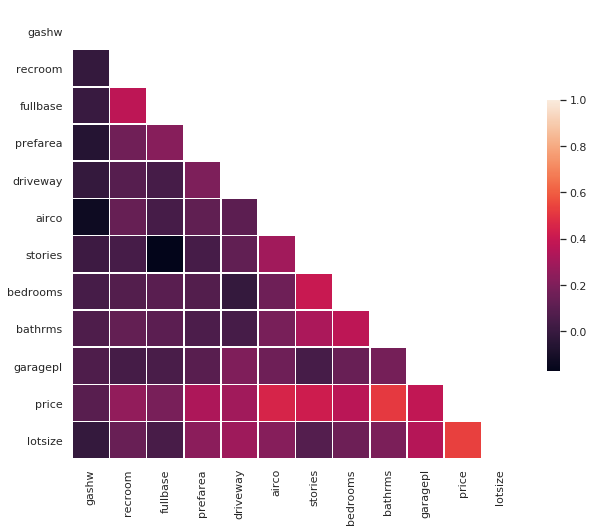 gashw
recroom
fullbase
prefarea
driveway
airco
stories
bedrooms
bathrms
garagepl
price
lotsize
gashw
recroom
fullbase
prefarea
driveway
airco
stories
bedrooms
bathrms
garagepl
price
lotsize
1.0
0.8
0.6
0.4
0.2
0.0